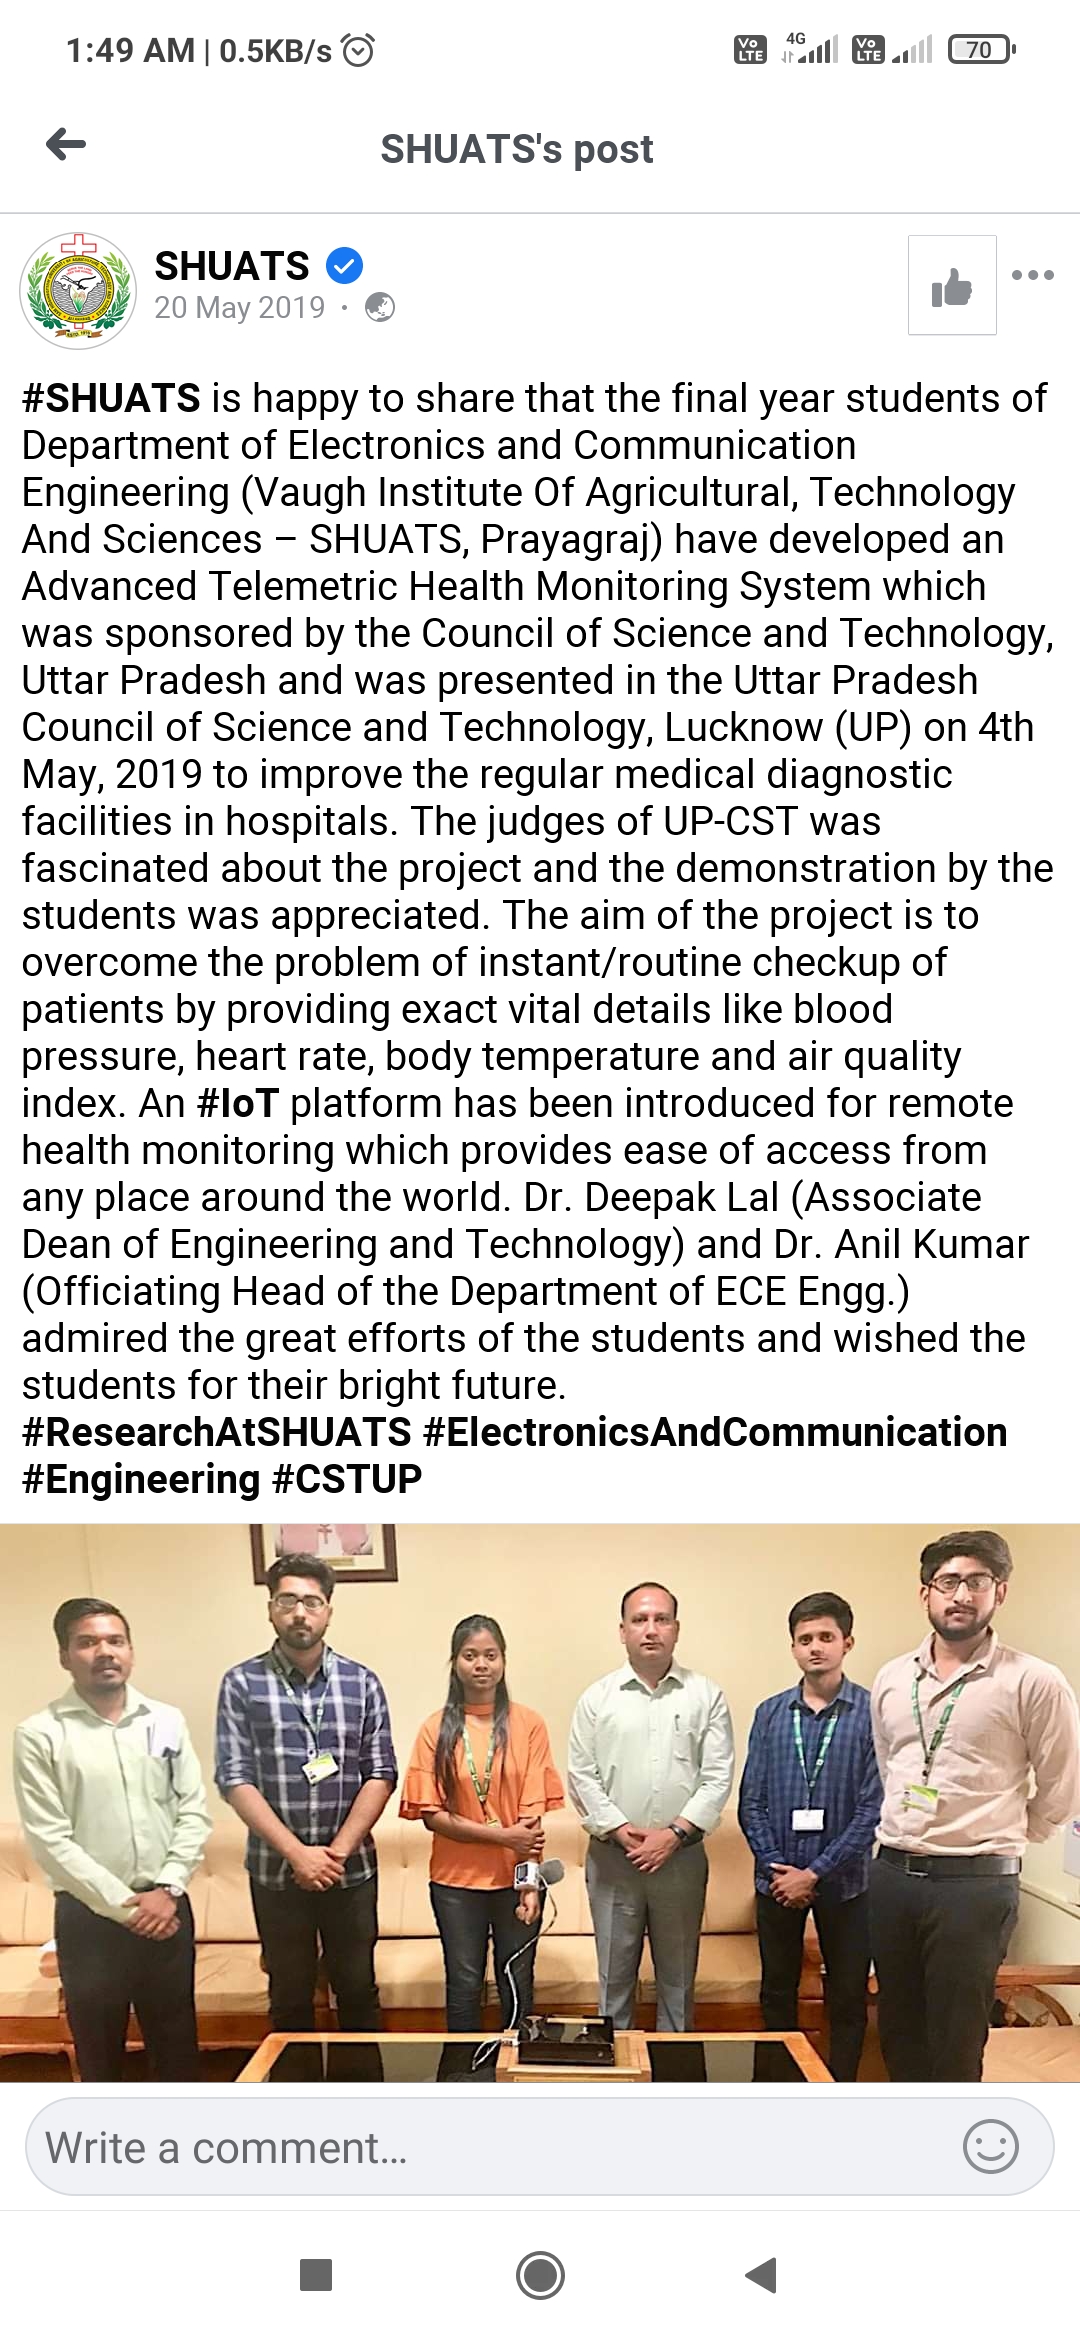 1:49 AM | 0.5KB/s
Vo LTE 4G Vo LTE 70
SHUATS's post
SHUATS
20 May 2019 ·
#SHUATS is happy to share that the final year students of
Department of Electronics and Communication
Engineering (Vaugh Institute Of Agricultural, Technology
And Sciences – SHUATS, Prayagraj) have developed an
Advanced Telemetric Health Monitoring System which
was sponsored by the Council of Science and Technology,
Uttar Pradesh and was presented in the Uttar Pradesh
Council of Science and Technology, Lucknow (UP) on 4th
May, 2019 to improve the regular medical diagnostic
facilities in hospitals. The judges of UP-CST was
fascinated about the project and the demonstration by the
students was appreciated. The aim of the project is to
overcome the problem of instant/routine checkup of
patients by providing exact vital details like blood
pressure, heart rate, body temperature and air quality
index. An #IoT platform has been introduced for remote
health monitoring which provides ease of access from
any place around the world. Dr. Deepak Lal (Associate
Dean of Engineering and Technology) and Dr. Anil Kumar
(Officiating Head of the Department of ECE Engg.)
admired the great efforts of the students and wished the
students for their bright future.
#ResearchAtSHUATS #ElectronicsAndCommunication
#Engineering #CSTUP
Write a comment...